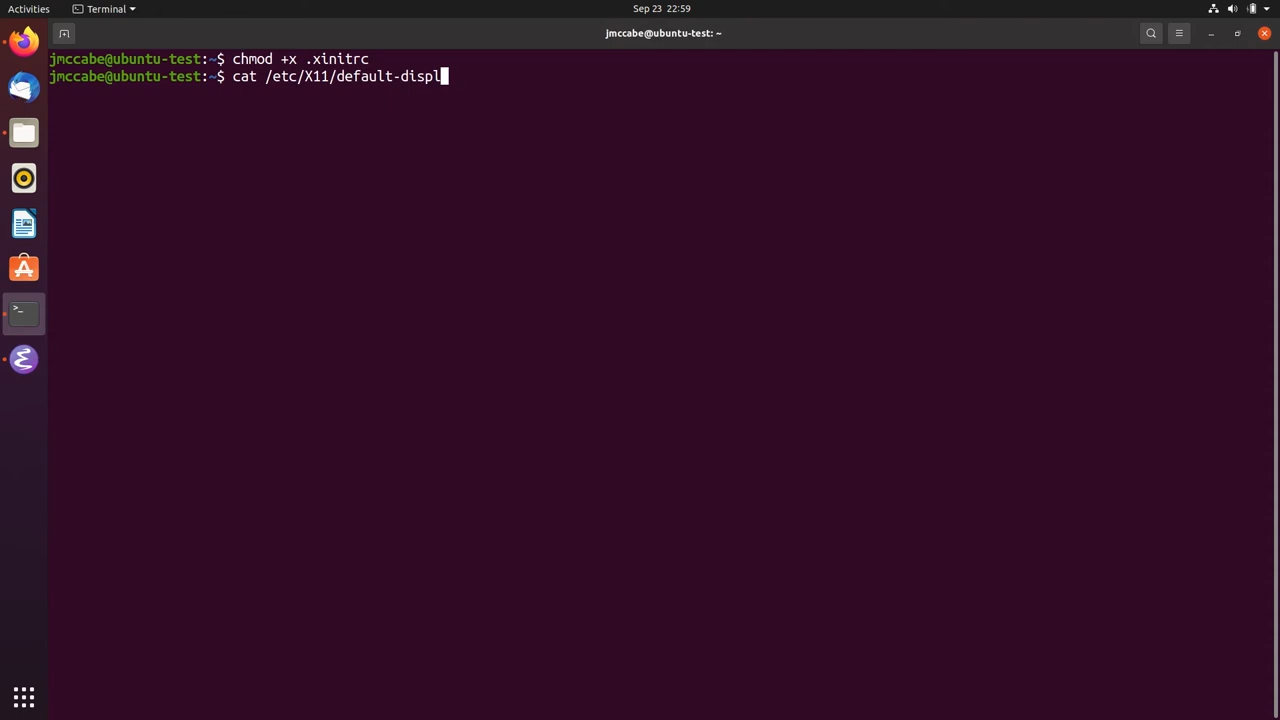 Activities
Terminal
Sep 23 22:59
jmccabe@ubuntu-test: ~
jmccabe@ubuntu-test:~$ chmod +x .xinitrc
jmccabe@ubuntu-test:~$ cat /etc/X11/default-displ